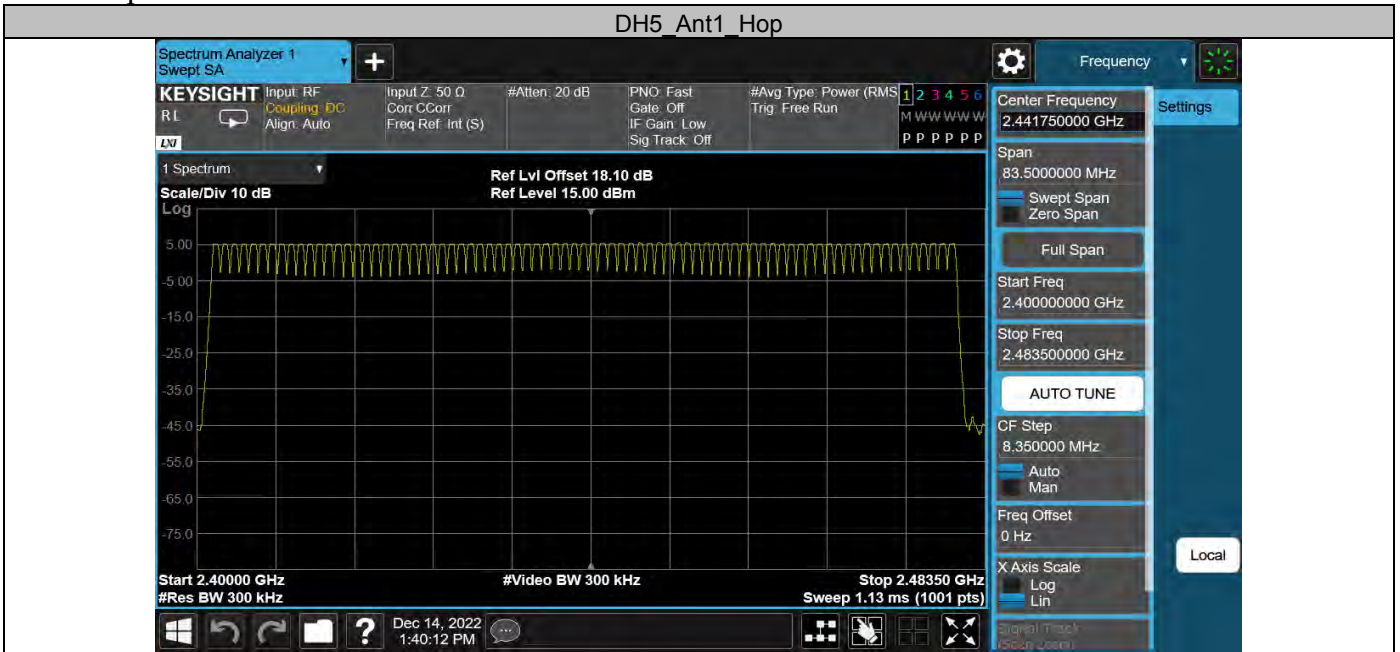 DH5_Ant1_Hop
Spectrum Analyzer 1
Swept SA
+
Frequency
KEYSIGHT
RL
LXI
Input: RF
Coupling: DC
Align: Auto
Input Z: 50 Ω
Corr CCorr
Freq Ref: Int (S)
#Atten: 20 dB
PNO: Fast
Gate: Off
IF Gain: Low
Sig Track: Off
#Avg Type: Power (RMS
Trig: Free Run
1 2 3 4 5 6
M W W W W W
P P P P P P
Center Frequency
2.441750000 GHz
Settings
Span
83.5000000 MHz
Swept Span
Zero Span
Full Span
Start Freq
2.400000000 GHz
Stop Freq
2.483500000 GHz
AUTO TUNE
CF Step
8.350000 MHz
Auto
Man
Freq Offset
0 Hz
X Axis Scale
Log
Lin
Signal Track
(Span Zoom)
Local
1 Spectrum
Scale/Div 10 dB
Ref Lvl Offset 18.10 dB
Ref Level 15.00 dBm
Log
5.00
-5.00
-15.0
-25.0
-35.0
-45.0
-55.0
-65.0
-75.0
Start 2.40000 GHz
#Video BW 300 kHz
Stop 2.48350 GHz
#Res BW 300 kHz
Sweep 1.13 ms (1001 pts)
?
Dec 14, 2022
1:40:12 PM